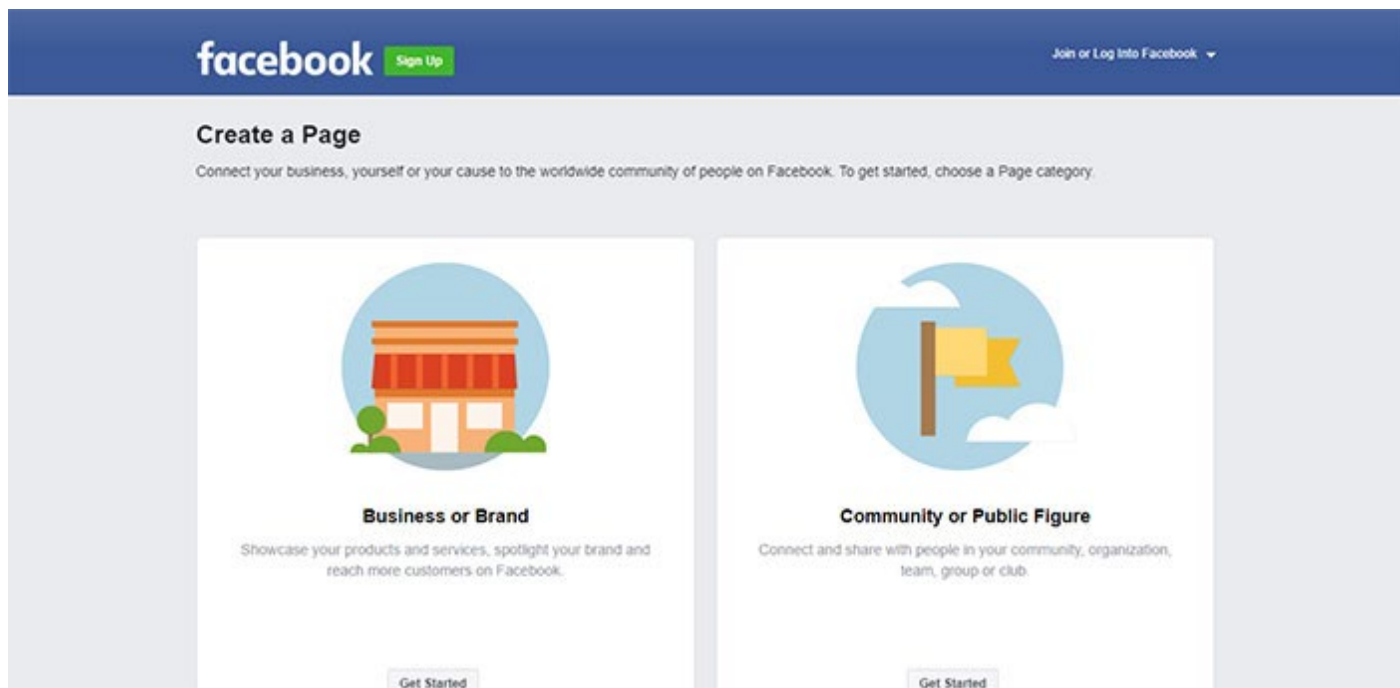 facebook Sign Up Join or Log Into Facebook
Create a Page
Connect your business, yourself or your cause to the worldwide community of people on Facebook. To get started, choose a Page category.
Business or Brand
Showcase your products and services, spotlight your brand and
reach more customers on Facebook.
Get Started
Community or Public Figure
Connect and share with people in your community, organization,
team, group or club.
Get Started